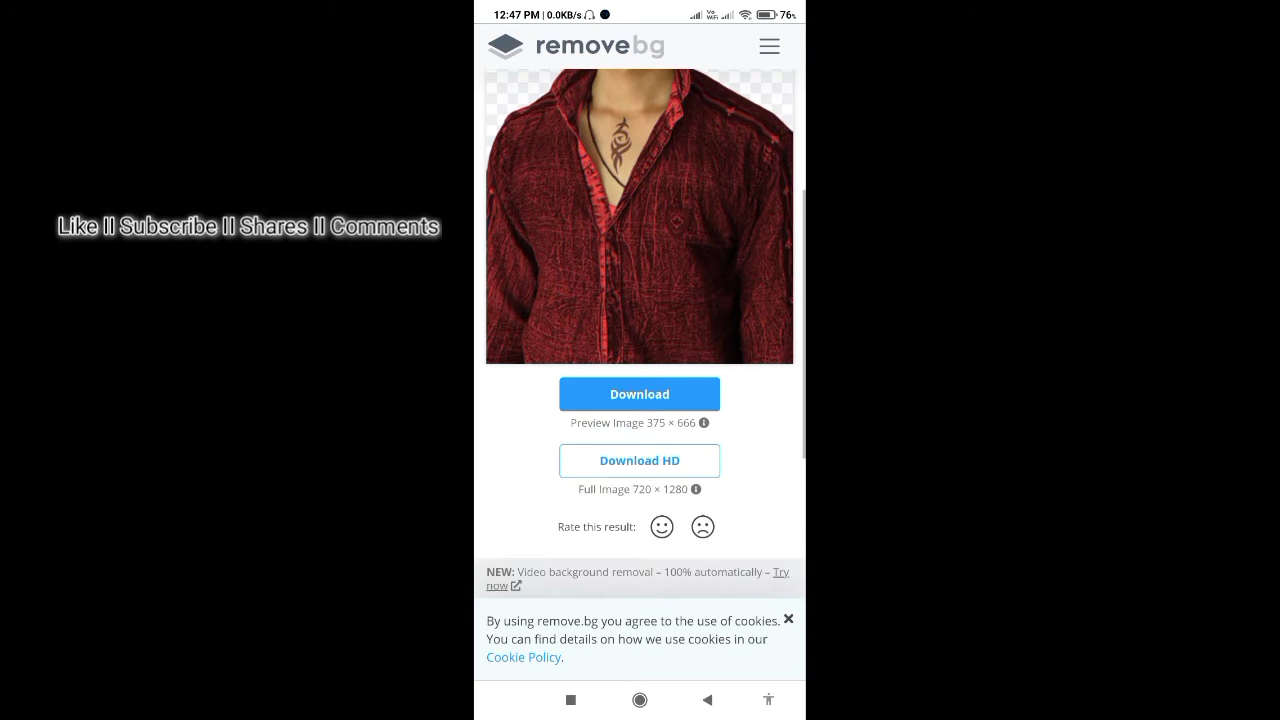 12:47 PM | 0.0KB/s
Vo
WiFi
76%
removebg
Like II Subscribe II Shares II Comments
Download
Preview Image 375 × 666
Download HD
Full Image 720 × 1280
Rate this result:
NEW: Video background removal – 100% automatically – Try
now
By using remove.bg you agree to the use of cookies.
You can find details on how we use cookies in our
Cookie Policy.